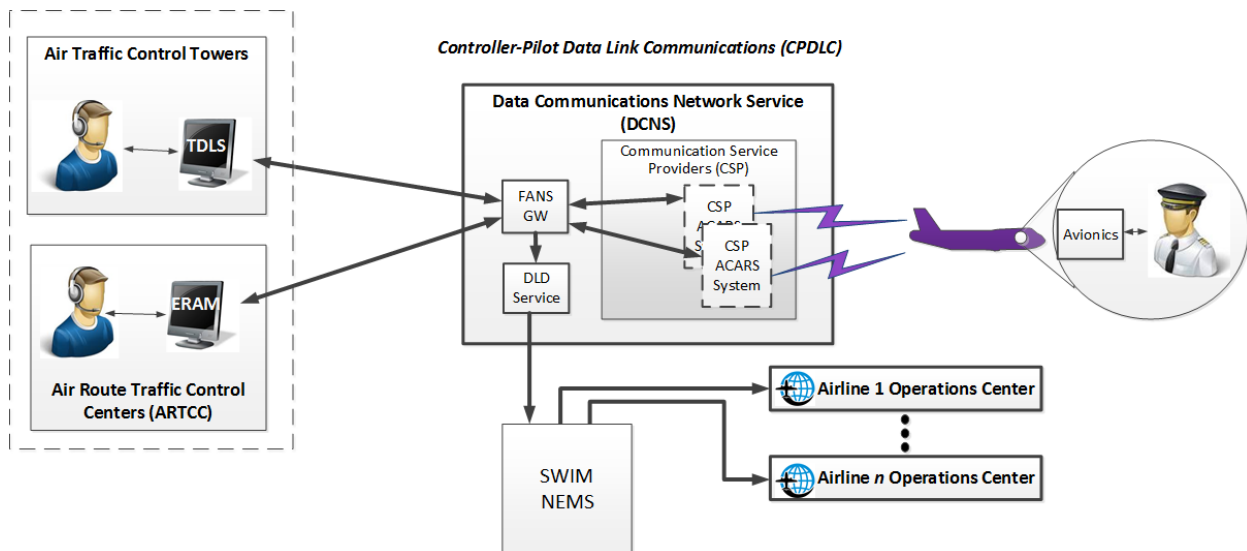 Air Traffic Control Towers
TDLS
ERAM
Air Route Traffic Control
Centers (ARTCC)
Controller-Pilot Data Link Communications (CPDLC)
Data Communications Network Service
(DCNS)
Communication Service
Providers (CSP)
FANS
GW
DLD
Service
CSP
ACARS
S
CSP
ACARS
System
Avionics
SWIM
NEMS
Airline 1 Operations Center
Airline n Operations Center